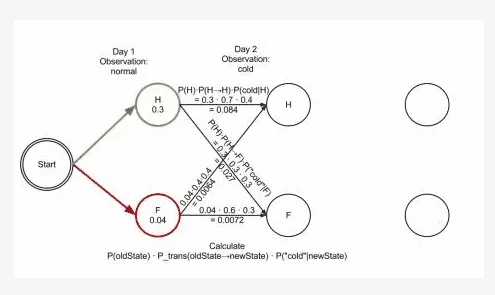 Day 1
Observation:
normal
Day 2
Observation:
cold
P(H)·P(H→H)·P(cold|H)
= 0.3 · 0.7 · 0.4
= 0.084
H
0.3
H
P(H)·P(H→F)·P("cold"|F)
= 0.3 · 0.3 · 0.3
= 0.027
Start
0.04·0.4·0.4
= 0.0064
F
0.04
0.04 · 0.6 · 0.3
= 0.0072
F
Calculate
P(oldState) · P_trans(oldState→newState) · P("cold"|newState)